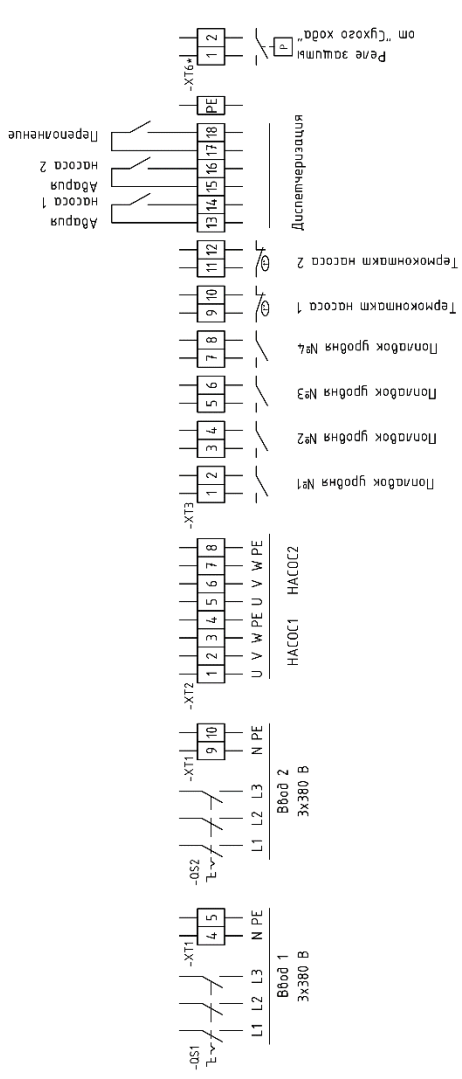 -QS1
L1 L2 L3
-XT1
4 5
N PE
Ввод 1
3x380 В
-QS2
L1 L2 L3
-XT1
9 10
N PE
Ввод 2
3x380 В
-XT2
1 2 3 4 5 6 7 8
U V W PE U V W PE
НАСОС1 НАСОС2
-XT3
1 2
Поплавок уровня №1
3 4
Поплавок уровня №2
5 6
Поплавок уровня №3
7 8
Поплавок уровня №4
9 10
Термоконтакт насоса 1
11 12
Термоконтакт насоса 2
13 14 15 16 17 18
PE
Авария
насоса 1
Авария
насоса 2
Переполнение
Диспетчеризация
-XT6*
1 2
P
Реле защиты
от "Сухого хода"